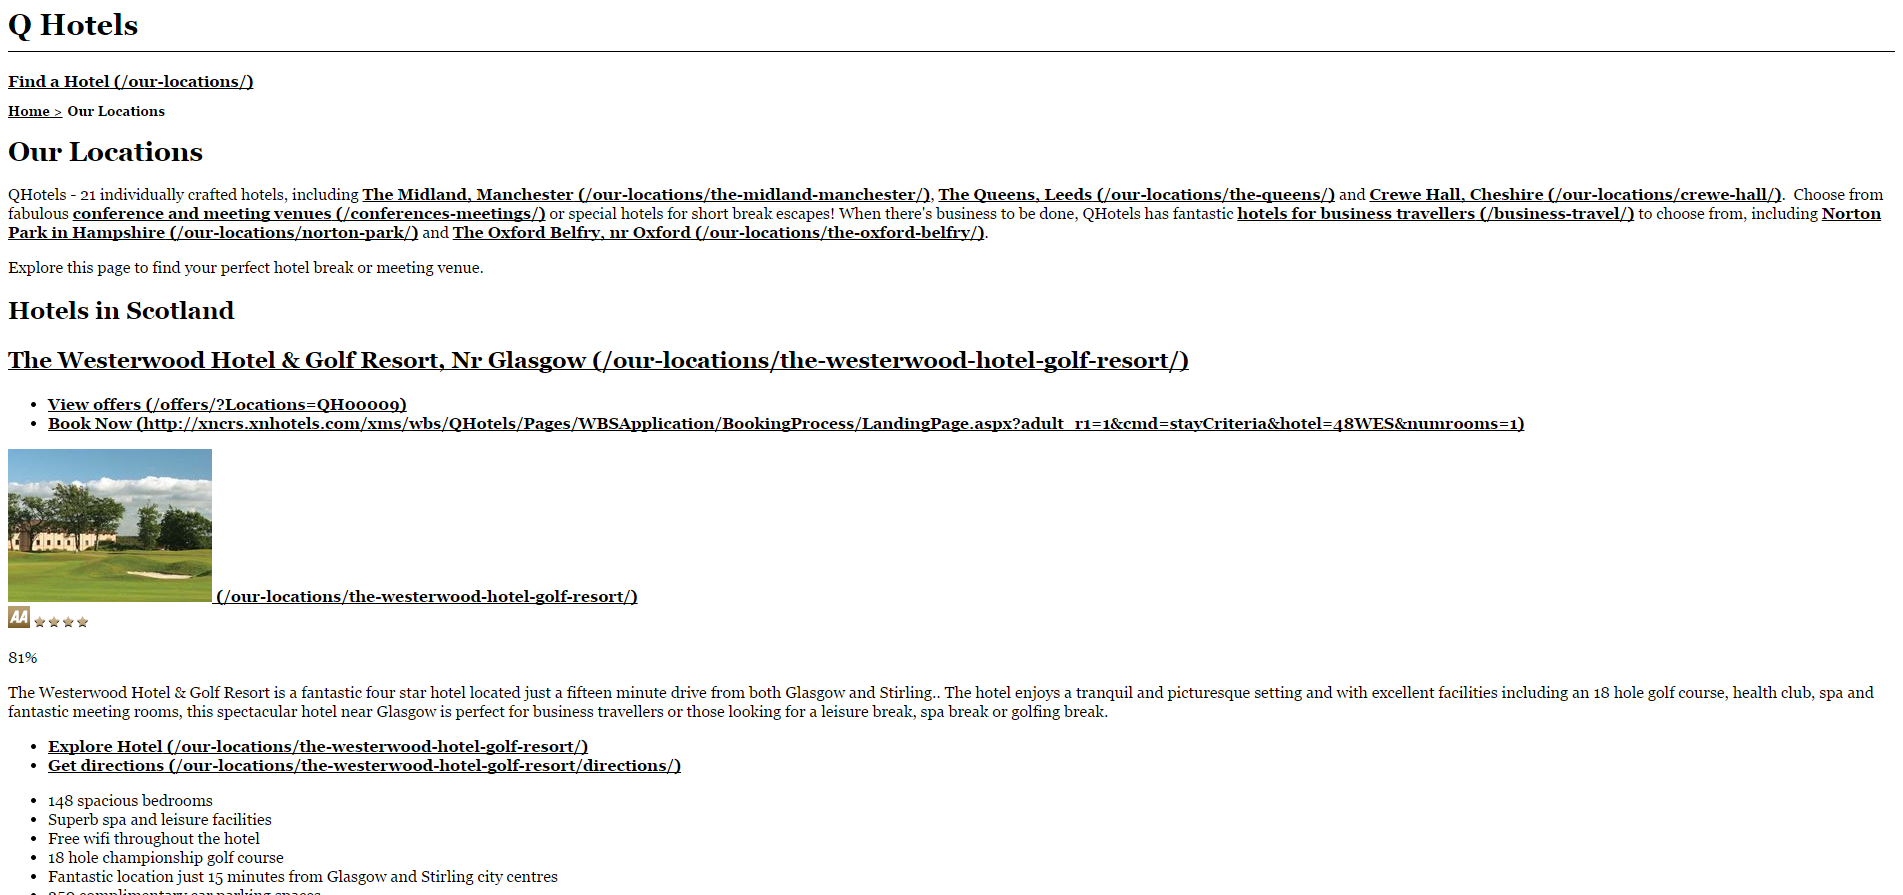 Q Hotels
Find a Hotel (/our-locations/)
Home > Our Locations
Our Locations
QHotels - 21 individually crafted hotels, including The Midland, Manchester (/our-locations/the-midland-manchester/), The Queens, Leeds (/our-locations/the-queens/) and Crewe Hall, Cheshire (/our-locations/crewe-hall/).  Choose from
fabulous conference and meeting venues (/conferences-meetings/) or special hotels for short break escapes! When there's business to be done, QHotels has fantastic hotels for business travellers (/business-travel/) to choose from, including Norton
Park in Hampshire (/our-locations/norton-park/) and The Oxford Belfry, nr Oxford (/our-locations/the-oxford-belfry/).
Explore this page to find your perfect hotel break or meeting venue.
Hotels in Scotland
The Westerwood Hotel & Golf Resort, Nr Glasgow (/our-locations/the-westerwood-hotel-golf-resort/)
• View offers (/offers/?Locations=QH00009)
• Book Now (http://xncrs.xnhotels.com/xms/wbs/QHotels/Pages/WBSApplication/BookingProcess/LandingPage.aspx?adult_r1=1&cmd=stayCriteria&hotel=48WES&numrooms=1)
(/our-locations/the-westerwood-hotel-golf-resort/)
AA
81%
The Westerwood Hotel & Golf Resort is a fantastic four star hotel located just a fifteen minute drive from both Glasgow and Stirling.. The hotel enjoys a tranquil and picturesque setting and with excellent facilities including an 18 hole golf course, health club, spa and
fantastic meeting rooms, this spectacular hotel near Glasgow is perfect for business travellers or those looking for a leisure break, spa break or golfing break.
• Explore Hotel (/our-locations/the-westerwood-hotel-golf-resort/)
• Get directions (/our-locations/the-westerwood-hotel-golf-resort/directions/)
• 148 spacious bedrooms
• Superb spa and leisure facilities
• Free wifi throughout the hotel
• 18 hole championship golf course
• Fantastic location just 15 minutes from Glasgow and Stirling city centres
• complimentary car parking spaces